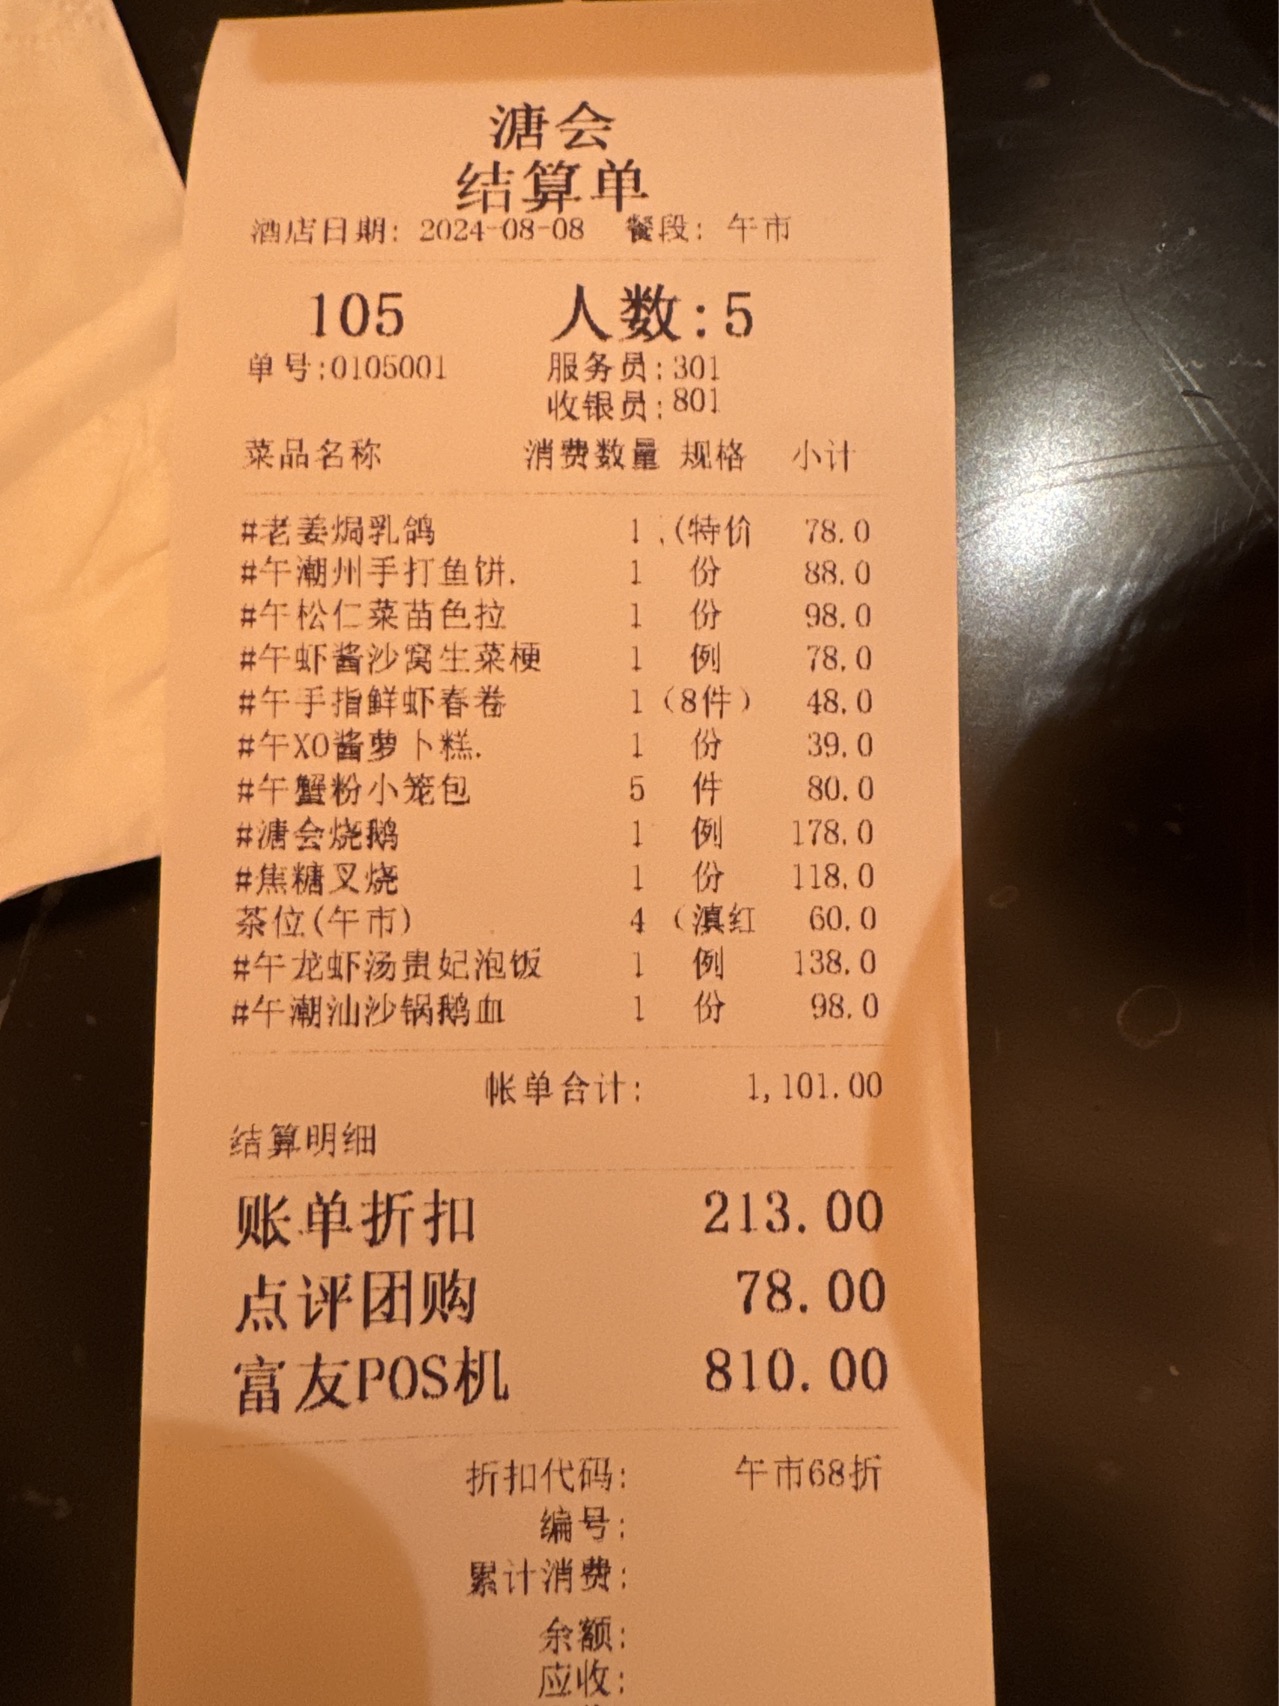 溏会
结算单
酒店日期: 2024-08-08 餐段: 午市
105 人数:5
单号:0105001 服务员:301
收银员:801
菜品名称 消费数量 规格 小计
#老姜焗乳鸽 1 (特价 78.0
#午潮州手打鱼饼. 1 份 88.0
#午松仁菜苗色拉 1 份 98.0
#午虾酱沙窝生菜梗 1 例 78.0
#午手指鲜虾春卷 1 (8件) 48.0
#午XO酱萝卜糕. 1 份 39.0
#午蟹粉小笼包 5 件 80.0
#溏会烧鹅 1 例 178.0
#焦糖叉烧 1 份 118.0
茶位(午市) 4 (滇红 60.0
#午龙虾汤贵妃泡饭 1 例 138.0
#午潮汕沙锅鹅血 1 份 98.0
帐单合计: 1,101.00
结算明细
账单折扣 213.00
点评团购 78.00
富友POS机 810.00
折扣代码: 午市68折
编号:
累计消费:
余额:
应收: